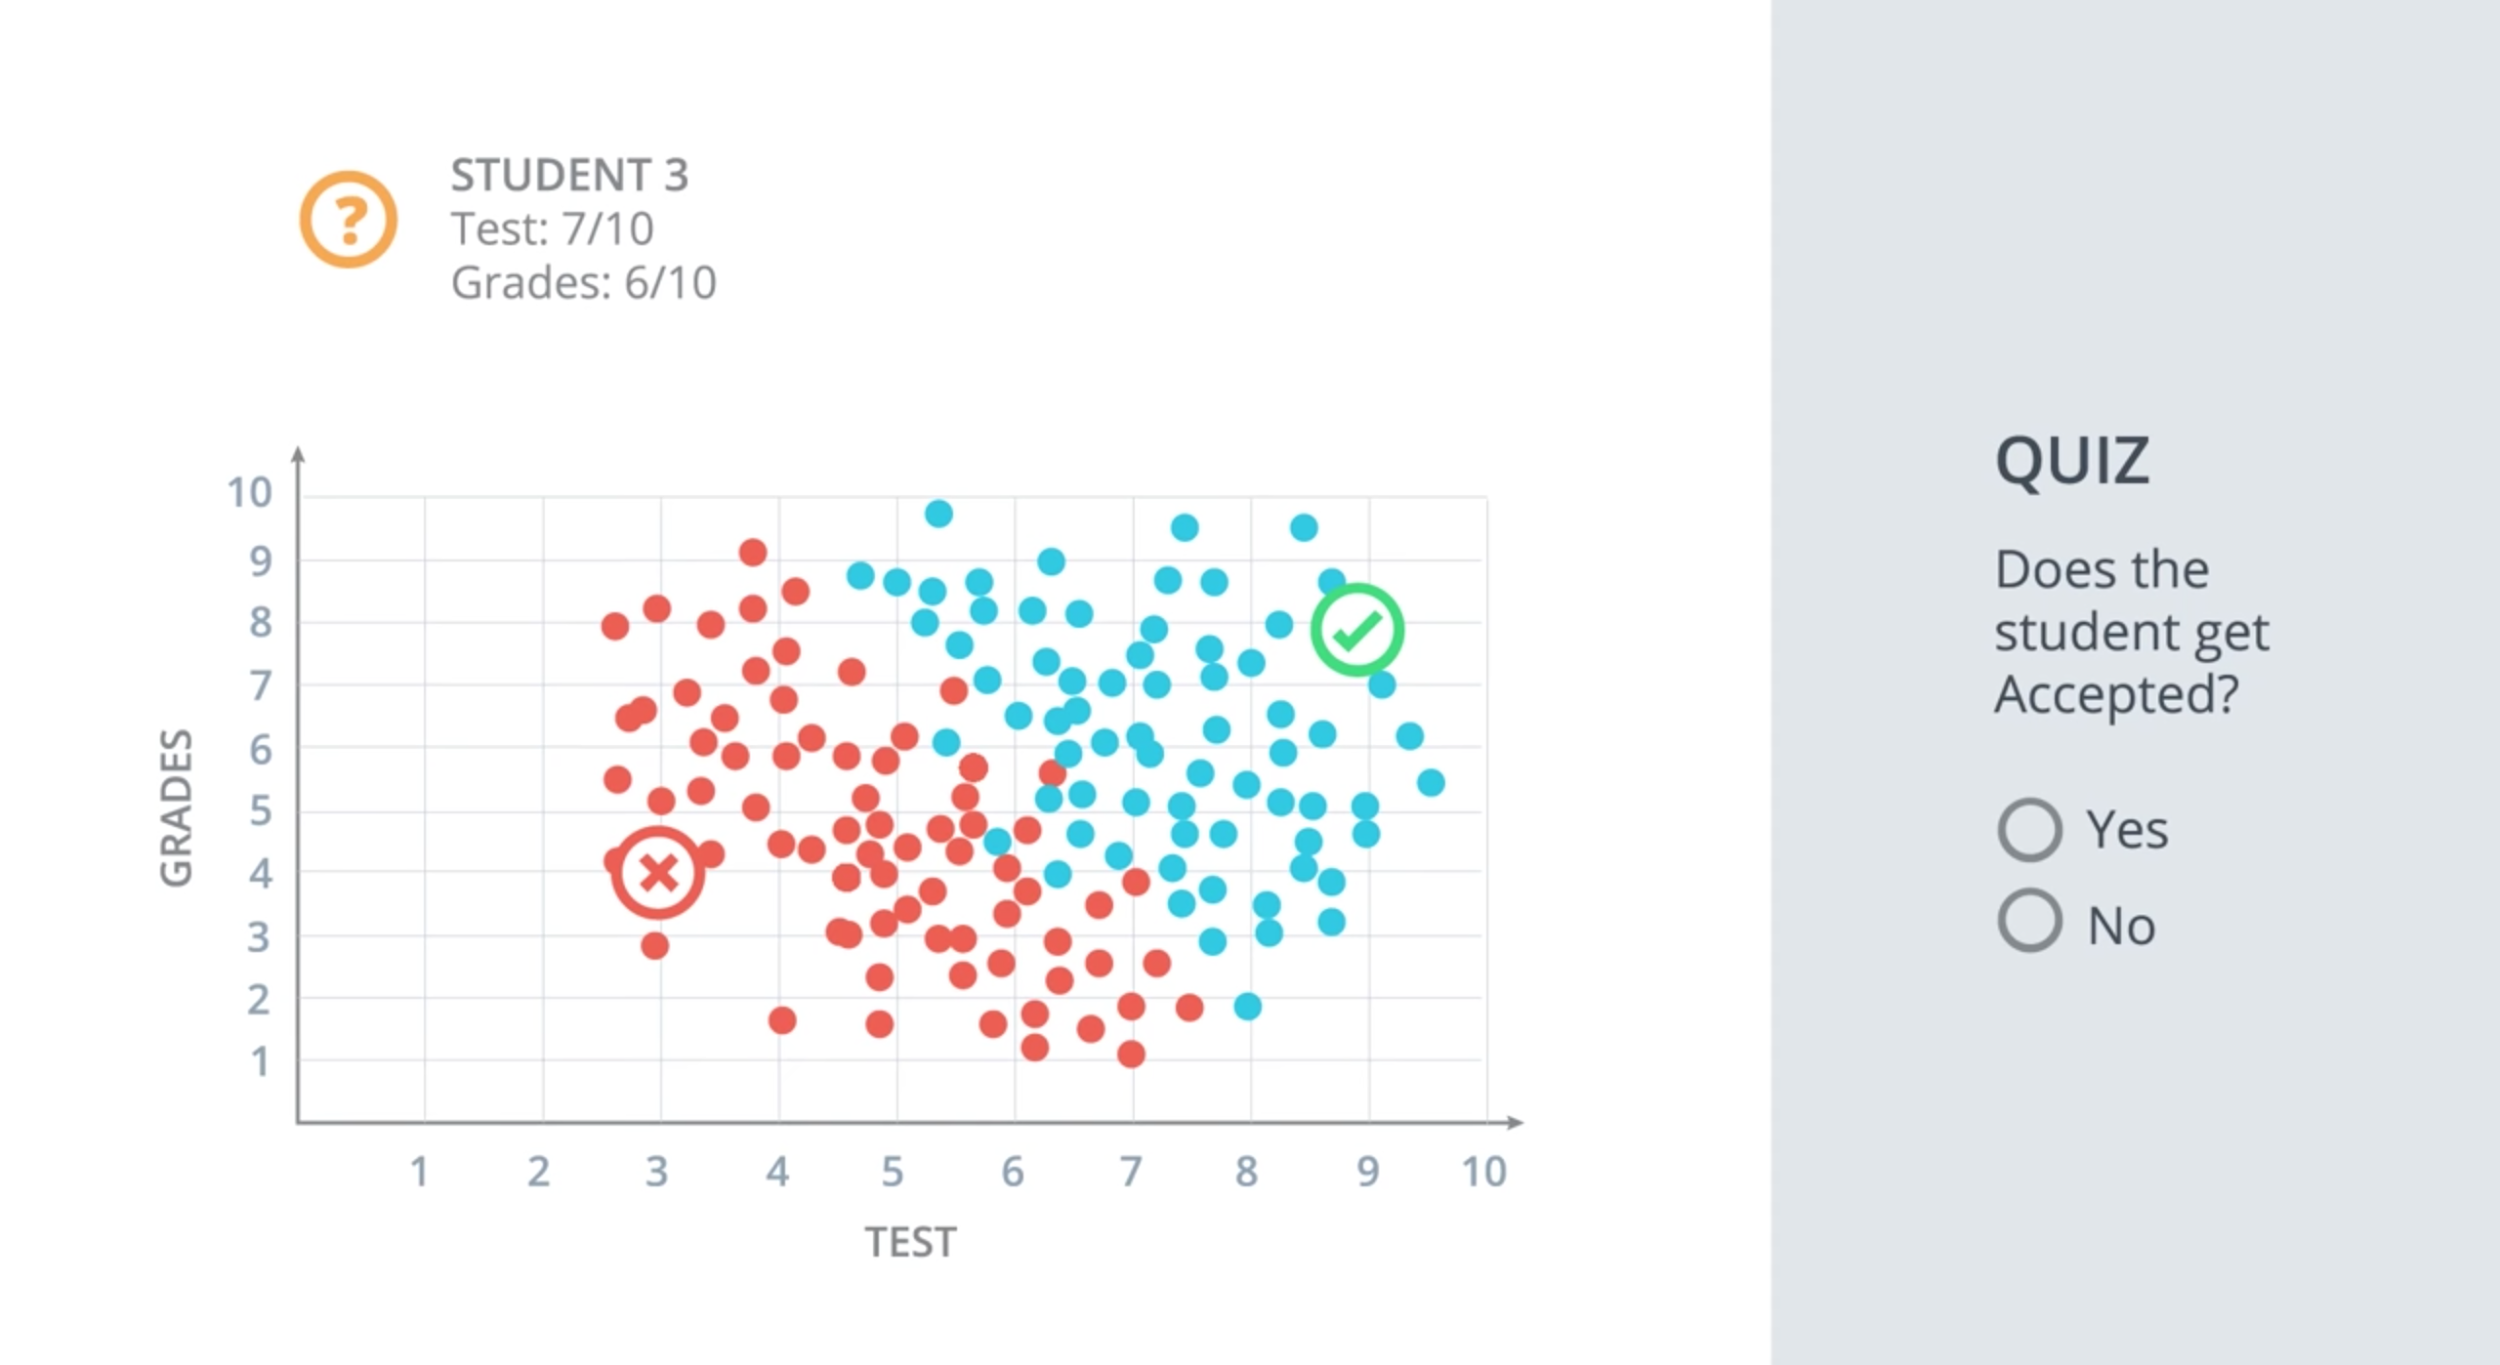 STUDENT 3
Test: 7/10
Grades: 6/10
?
10
9
8
7
6
5
4
3
2
1
GRADES
1 2 3 4 5 6 7 8 9 10
TEST
QUIZ
Does the
student get
Accepted?
Yes
No